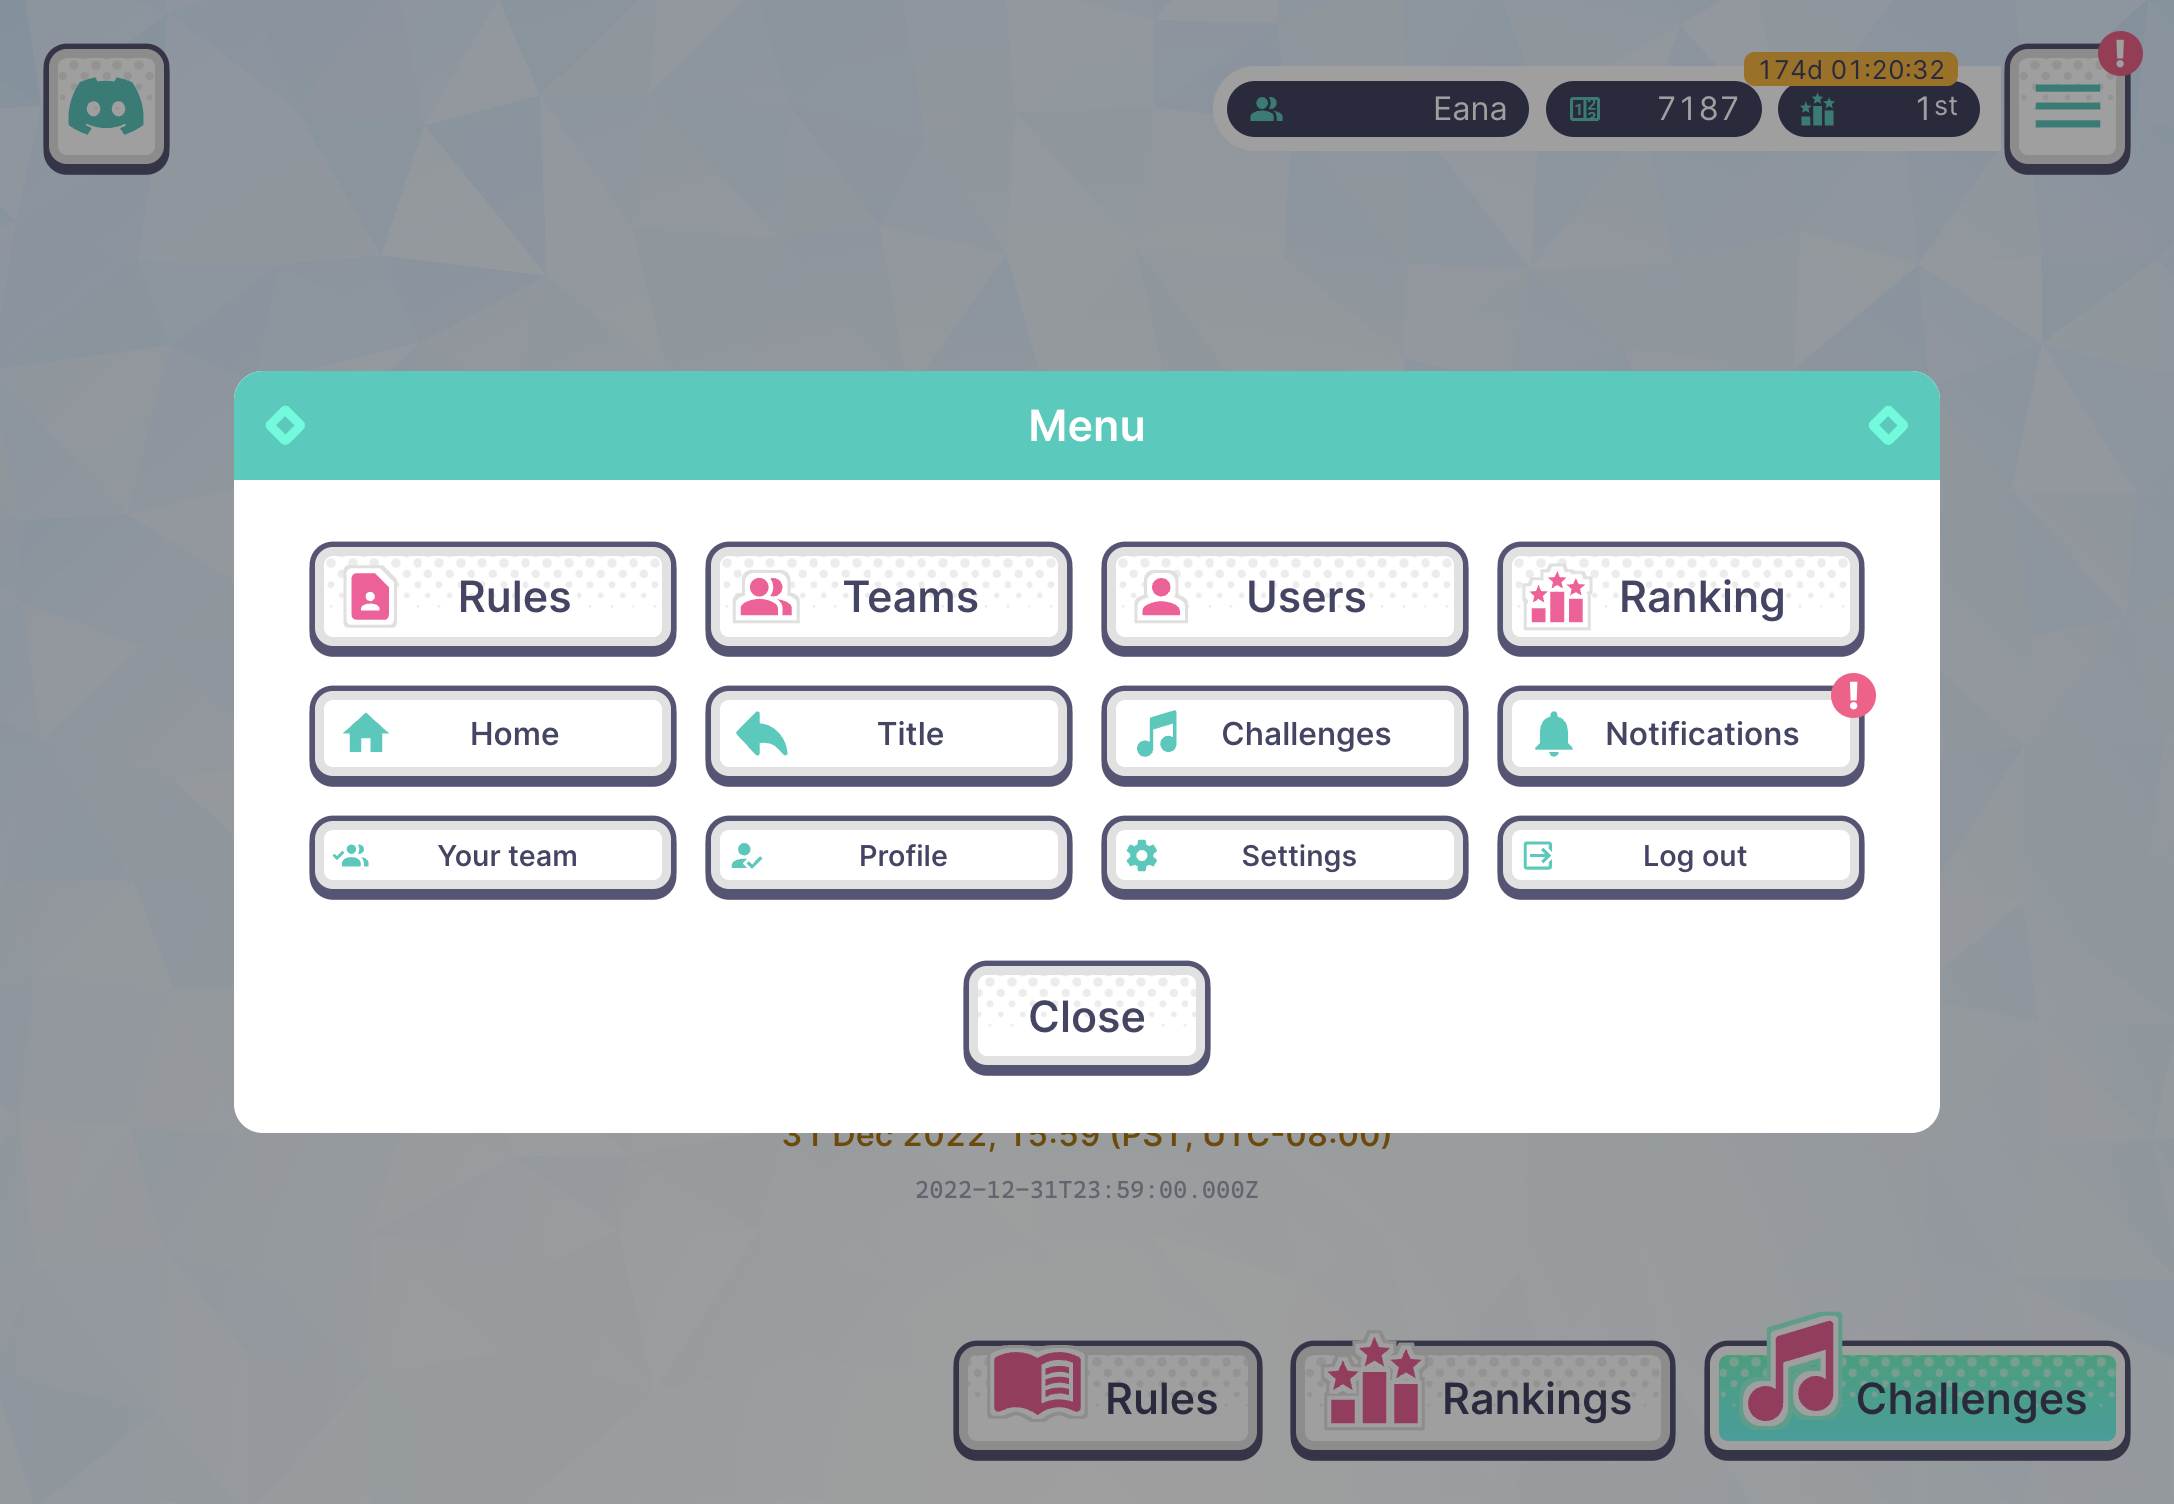 174d 01:20:32
Eana
7187
1st
Menu
Rules
Teams
Users
Ranking
Home
Title
Challenges
Notifications
Your team
Profile
Settings
Log out
Close
31 Dec 2022, 15:59 (PST, UTC-08:00)
2022-12-31T23:59:00.000Z
Rules
Rankings
Challenges